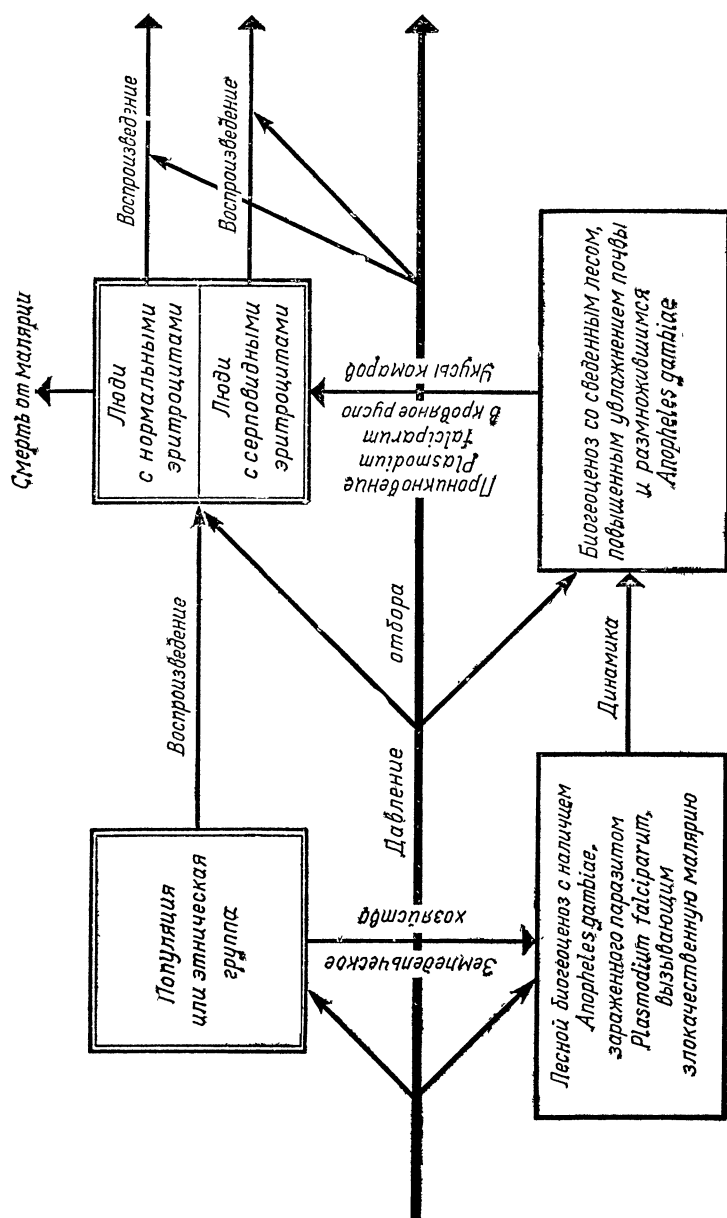 Популяция
или этническая
группа
Воспроизведение
Смерть от малярци
Люди
с нормальными
эритроцитами
Люди
с серповидными
эритроцитами
Воспроизведение
Воспроизведение
Земледельческое
хозяйство
Давление
отбора
Проникновение
Plasmodium
falciparum
в кровяное русло
Укусы комаров
Лесной биогеоценоз с наличием
Anopheles gambiae,
зараженного паразитом
Plasmodium falciparum,
вызывающим
злокачественную малярию
Динамика
Биогеоценоз со сведенным лесом,
повышенным увлажнением почвы
и размножившимся
Anopheles gambiae